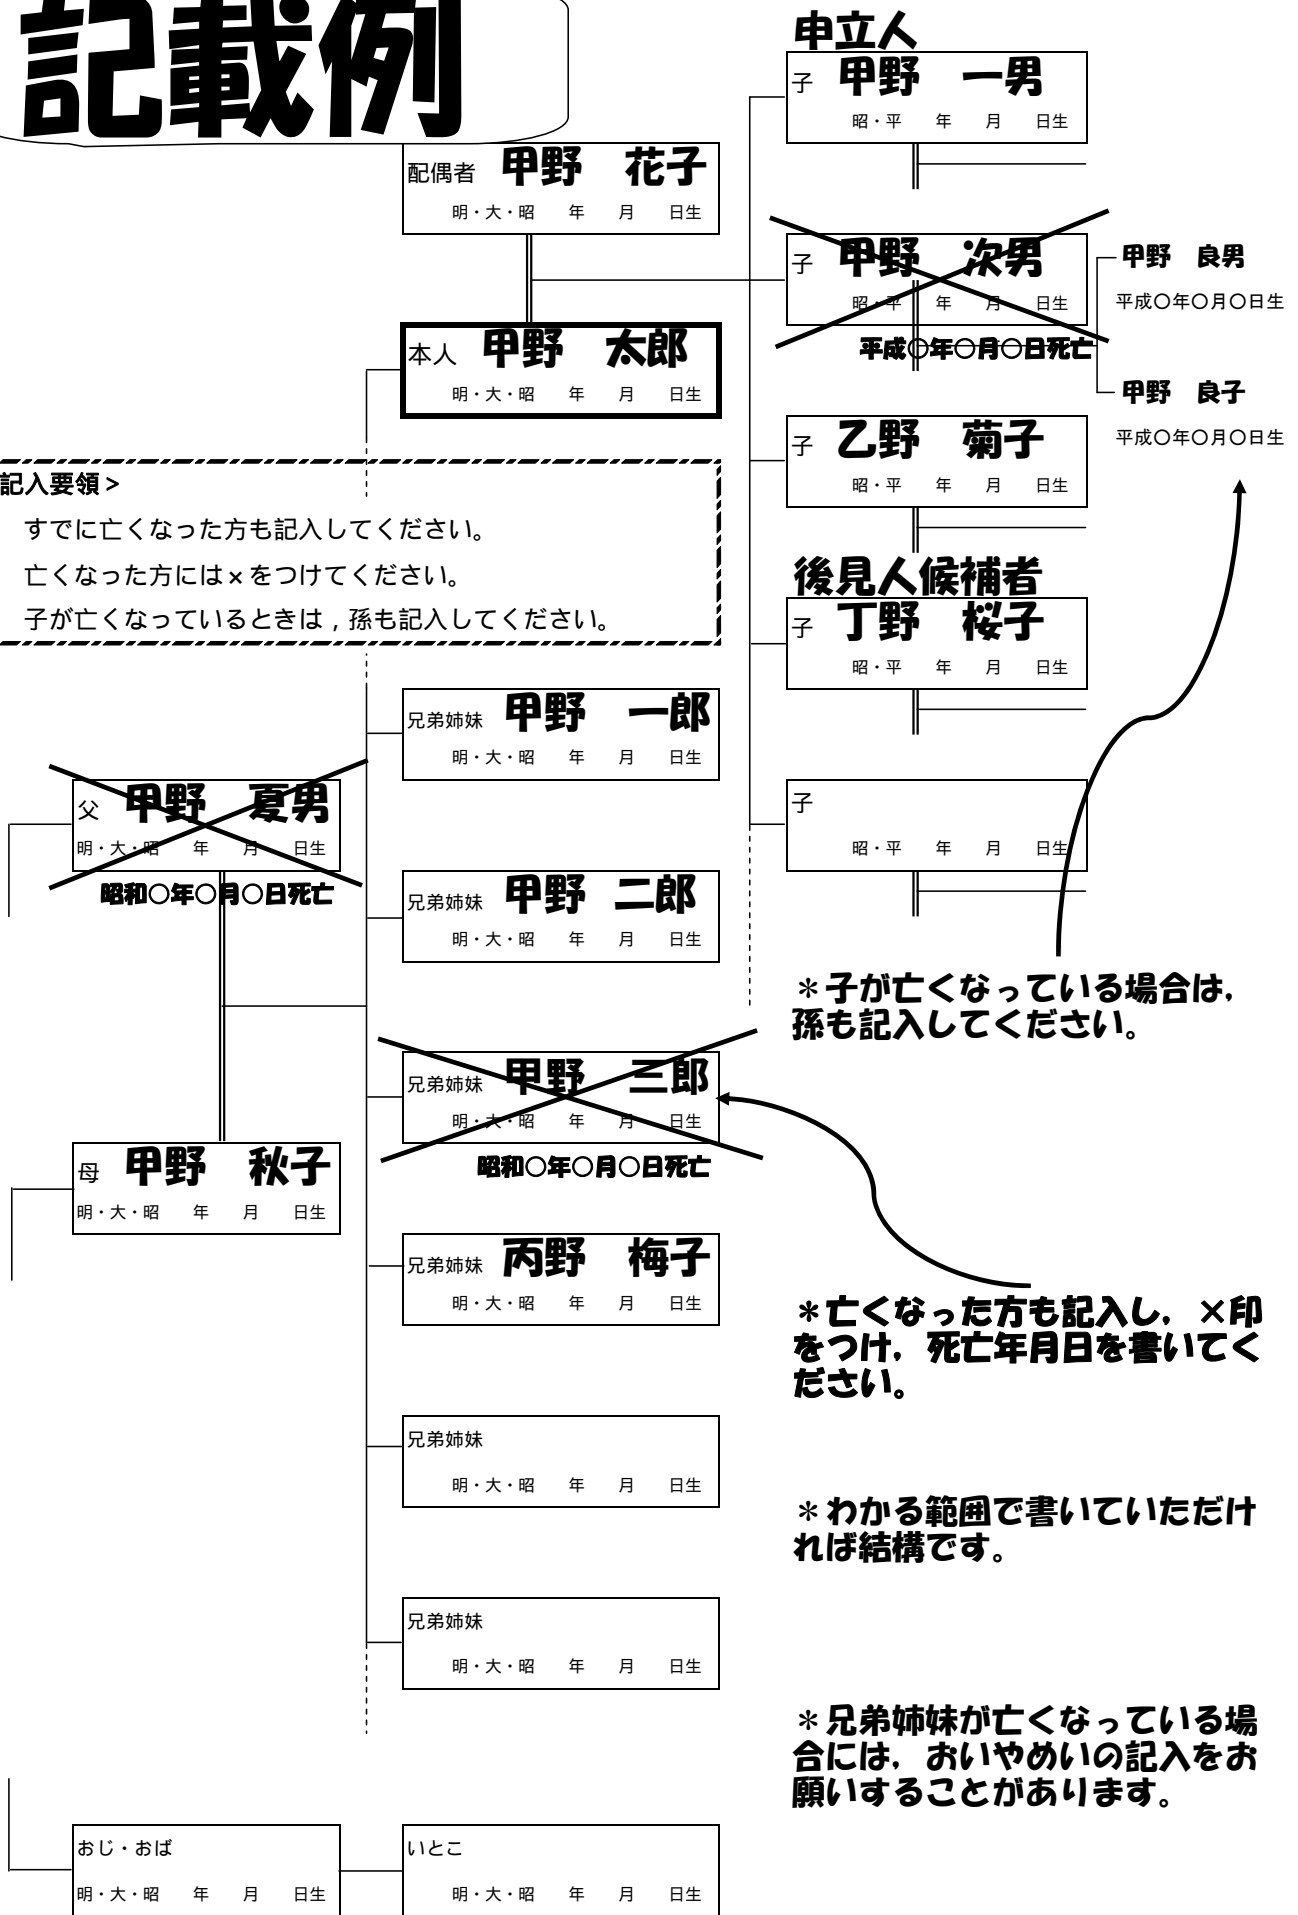 記載例
申立人
子 甲野 一男
昭・平 年 月 日生
配偶者 甲野 花子
明・大・昭 年 月 日生
子 甲野 次男
昭・平 年 月 日生
平成○年○月○日死亡
甲野 良男
平成○年○月○日生
甲野 良子
平成○年○月○日生
本人 甲野 太郎
明・大・昭 年 月 日生
子 乙野 菊子
昭・平 年 月 日生
記入要領>
すでに亡くなった方も記入してください。
亡くなった方には×をつけてください。
子が亡くなっているときは,孫も記入してください。
後見人候補者
子 丁野 桜子
昭・平 年 月 日生
兄弟姉妹 甲野 一郎
明・大・昭 年 月 日生
父 甲野 夏男
明・大・昭 年 月 日生
昭和○年○月○日死亡
子
昭・平 年 月 日生
兄弟姉妹 甲野 二郎
明・大・昭 年 月 日生
*子が亡くなっている場合は,
孫も記入してください。
兄弟姉妹 甲野 三郎
明・大・昭 年 月 日生
昭和○年○月○日死亡
母 甲野 秋子
明・大・昭 年 月 日生
兄弟姉妹 丙野 梅子
明・大・昭 年 月 日生
*亡くなった方も記入し,×印
をつけ,死亡年月日を書いてく
ださい。
兄弟姉妹
明・大・昭 年 月 日生
*わかる範囲で書いていただけ
れば結構です。
兄弟姉妹
明・大・昭 年 月 日生
*兄弟姉妹が亡くなっている場
合には,おいやめいの記入をお
願いすることがあります。
おじ・おば
明・大・昭 年 月 日生
いとこ
明・大・昭 年 月 日生